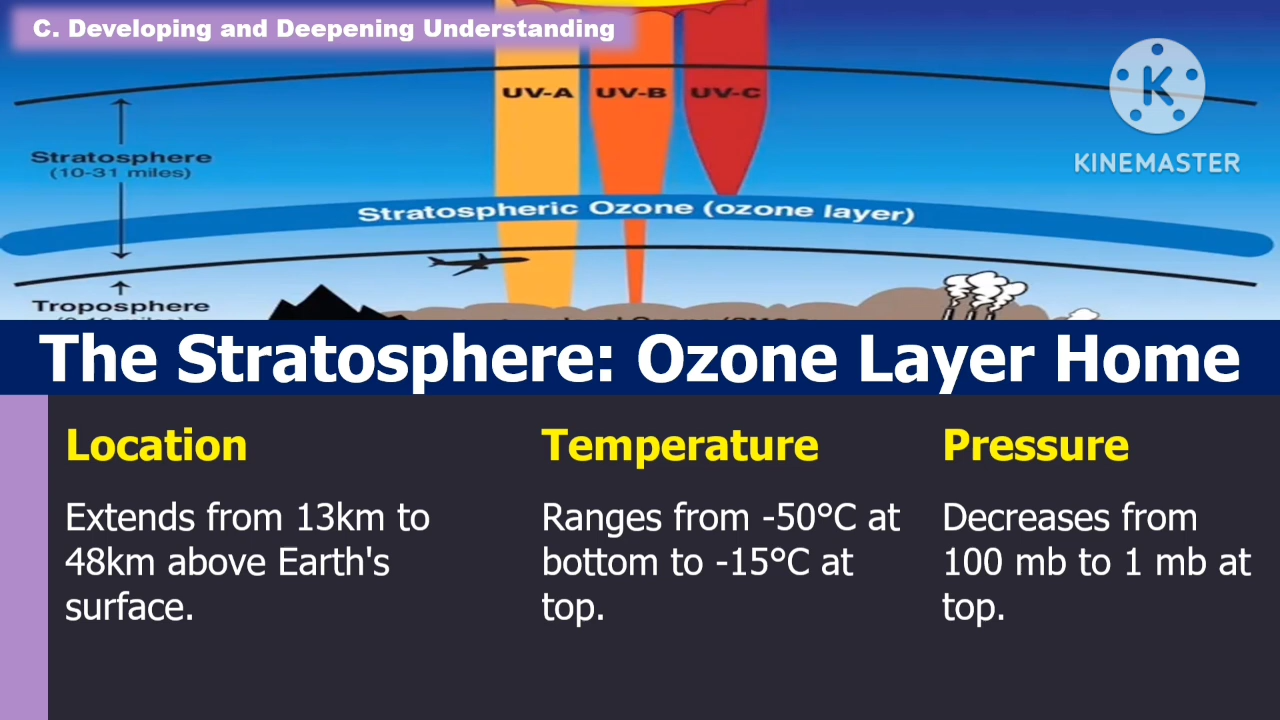 C. Developing and Deepening Understanding
UV-A UV-B UV-C
KINEMASTER
Stratosphere
(10-31 miles)
Stratospheric Ozone (ozone layer)
Troposphere
The Stratosphere: Ozone Layer Home
Location
Extends from 13km to
48km above Earth's
surface.
Temperature
Ranges from -50°C at
bottom to -15°C at
top.
Pressure
Decreases from
100 mb to 1 mb at
top.